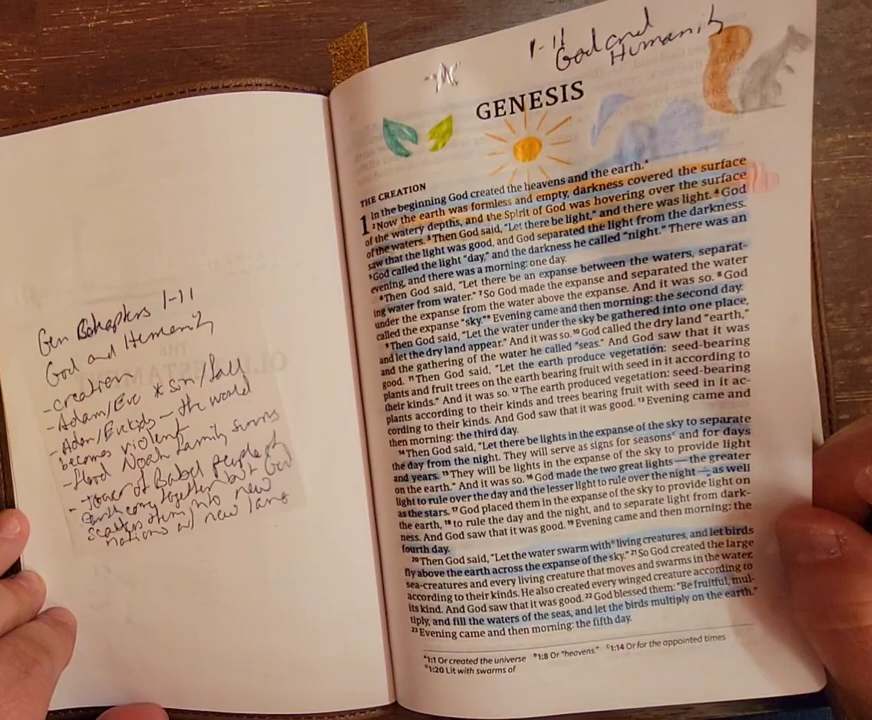 Gen Chapters 1-11
God and Humanity
- Creation
- Adam/Eve * sin/fall
- Adam/Eve kids - the world
becomes violent
- flood Noah family survives
- Tower of Babel people of
Earth come together but God
scatters them into new
nations w/ new lang
1-11
God and
Humanity
GENESIS
THE CREATION
1 In the beginning God created the heavens and the earth.
2 Now the earth was formless and empty, darkness covered the surface
of the watery depths, and the Spirit of God was hovering over the surface
of the waters. 3 Then God said, "Let there be light," and there was light. 4 God
saw that the light was good, and God separated the light from the darkness.
5 God called the light "day," and the darkness he called "night." There was an
evening, and there was a morning: one day.
6 Then God said, "Let there be an expanse between the waters, separat-
ing water from water." 7 So God made the expanse and separated the water
under the expanse from the water above the expanse. And it was so. 8 God
called the expanse "sky." Evening came and then morning: the second day.
9 Then God said, "Let the water under the sky be gathered into one place,
and let the dry land appear." And it was so. 10 God called the dry land "earth,"
and the gathering of the water he called "seas." And God saw that it was
good. 11 Then God said, "Let the earth produce vegetation: seed-bearing
plants and fruit trees on the earth bearing fruit with seed in it according to
their kinds." And it was so. 12 The earth produced vegetation: seed-bearing
plants according to their kinds and trees bearing fruit with seed in it ac-
cording to their kinds. And God saw that it was good. 13 Evening came and
then morning: the third day.
14 Then God said, "Let there be lights in the expanse of the sky to separate
the day from the night. They will serve as signs for seasons and for days
and years. 15 They will be lights in the expanse of the sky to provide light
on the earth." And it was so. 16 God made the two great lights — the greater
light to rule over the day and the lesser light to rule over the night — as well
as the stars. 17 God placed them in the expanse of the sky to provide light on
the earth, 18 to rule the day and the night, and to separate light from dark-
ness. And God saw that it was good. 19 Evening came and then morning: the
fourth day.
20 Then God said, "Let the water swarm with living creatures, and let birds
fly above the earth across the expanse of the sky." 21 So God created the large
sea-creatures and every living creature that moves and swarms in the water,
according to their kinds. He also created every winged creature according to
its kind. And God saw that it was good. 22 God blessed them: "Be fruitful, mul-
tiply, and fill the waters of the seas, and let the birds multiply on the earth."
23 Evening came and then morning: the fifth day.
1:1 Or created the universe 1:8 Or "heavens." 1:14 Or for the appointed times
1:20 Lit with swarms of